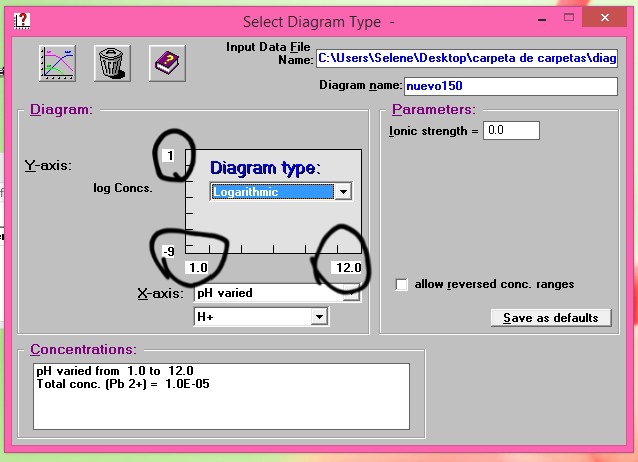 Select Diagram Type -
Input Data File
Name: C:\Users\Selene\Desktop\carpeta de carpetas\diag
Diagram name: nuevo150
Diagram:
Parameters:
Ionic strength = 0.0
Y-axis:
log Concs.
1
Diagram type:
Logarithmic
-9
1.0
12.0
X-axis: pH varied
H+
allow reversed conc. ranges
Save as defaults
Concentrations:
pH varied from 1.0 to 12.0
Total conc. (Pb 2+) = 1.0E-05